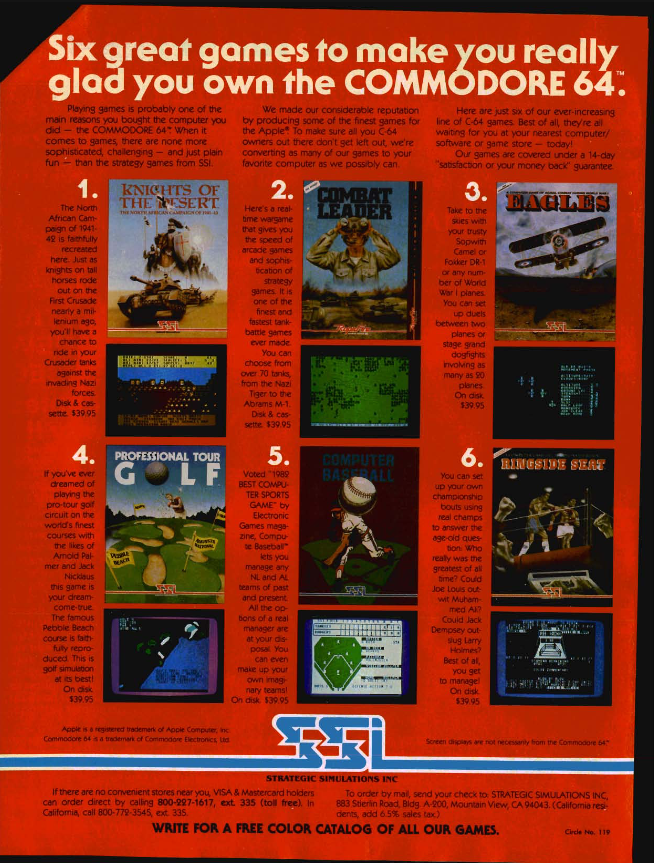 Six great games to make you really
glad you own the COMMODORE 64.™
Playing games is probably one of the
main reasons you bought the computer you
did — the COMMODORE 64™. When it
comes to games, there are none more
sophisticated, challenging — and just plain
fun — than the strategy games from SSI.
We made our considerable reputation
by producing some of the finest games for
the Apple®. To make sure all you C-64
owners out there don't get left out, we're
converting as many of our games to your
favorite computer as we possibly can.
Here are just six of our ever-increasing
line of C-64 games. Best of all, they're all
waiting for you at your nearest computer/
software or game store — today!
Our games are covered under a 14-day
"satisfaction or your money back" guarantee.
1.
The North
African Cam-
paign of 1941-
42 is faithfully
recreated
here. Just as
knights on tall
horses rode
out on the
First Crusade
nearly a mil-
lenium ago,
you'll have a
chance to
ride in your
Crusader tanks
against the
invading Nazi
forces.
Disk & cas-
sette. $39.95
KNIGHTS OF
THE DESERT
THE NORTH AFRICAN CAMPAIGN OF 1941-43
SSI
2.
Here's a real-
time wargame
that gives you
the speed of
arcade games
and sophis-
tication of
strategy
games. It is
one of the
finest and
fastest tank-
battle games
ever made.
You can
choose from
over 70 tanks,
from the Nazi
Tiger to the
Abrams M-1.
Disk & cas-
sette. $39.95
COMBAT
LEADER
3.
Take to the
skies with
your trusty
Sopwith
Camel or
Fokker DR-1
or any num-
ber of World
War I planes.
You can set
up duels
between two
planes or
stage grand
dogfights
involving as
many as 20
planes.
On disk.
$39.95
EAGLES
SSI
4.
If you've ever
dreamed of
playing the
pro-tour golf
circuit on the
world's finest
courses with
the likes of
Arnold Pal-
mer and Jack
Nicklaus
this game is
your dream-
come-true.
The famous
Pebble Beach
course is faith-
fully repro-
duced. This is
golf simulation
at its best!
On disk.
$39.95
PROFESSIONAL TOUR
GOLF
PEBBLE
BEACH
SSI
5.
Voted "1982
BEST COMPU-
TER SPORTS
GAME" by
Electronic
Games maga-
zine, Compu-
ter Baseball™
lets you
manage any
NL and AL
teams of past
and present.
All the op-
tions of a real
manager are
at your dis-
posal. You
can even
make up your
own imagi-
nary teams!
On disk. $39.95
COMPUTER
BASEBALL
SSI
6.
You can set
up your own
championship
bouts using
real champs
to answer the
age-old ques-
tion: Who
really was the
greatest of all
time? Could
Joe Louis out-
wit Muham-
med Ali?
Could Jack
Dempsey out-
slug Larry
Holmes?
Best of all,
you get
to manage!
On disk.
$39.95
RINGSIDE SEAT
SSI
Apple is a registered trademark of Apple Computer, Inc.
Commodore 64 is a trademark of Commodore Electronics, Ltd.
SSI
STRATEGIC SIMULATIONS INC
Screen displays are not necessarily from the Commodore 64™.
If there are no convenient stores near you, VISA & Mastercard holders
can order direct by calling 800-227-1617, ext. 335 (toll free). In
California, call 800-772-3545, ext. 335.
To order by mail, send your check to: STRATEGIC SIMULATIONS INC,
883 Stierlin Road, Bldg. A-200, Mountain View, CA 94043. (California resi-
dents, add 6.5% sales tax.)
WRITE FOR A FREE COLOR CATALOG OF ALL OUR GAMES.
Circle No. 119